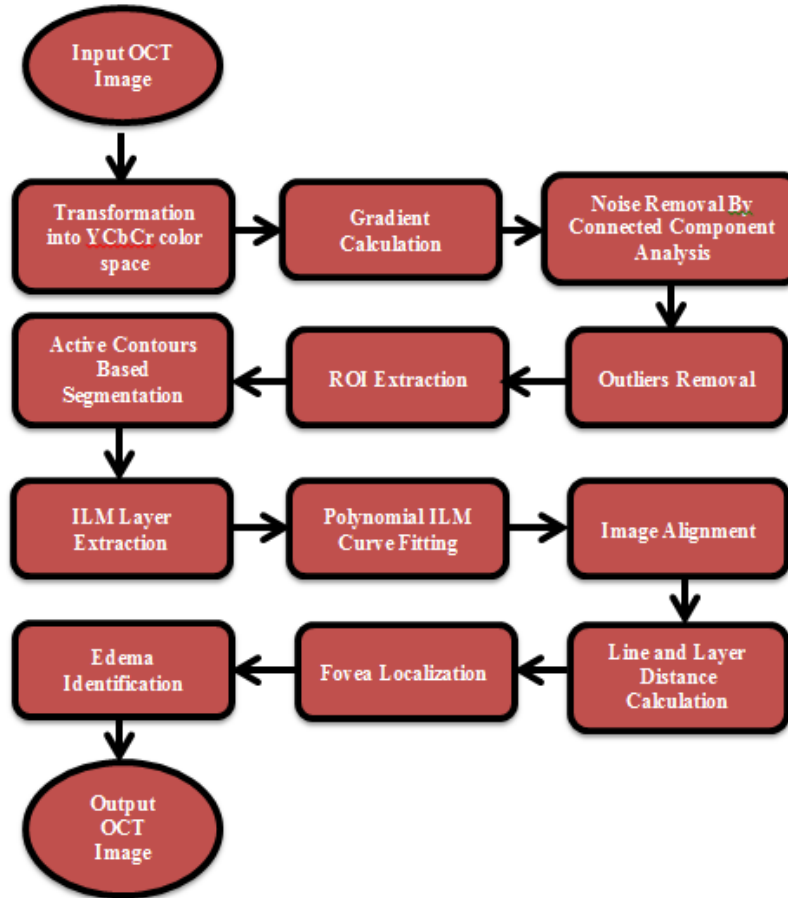 Input OCT
Image
Transformation
into YCbCr color
space
Gradient
Calculation
Noise Removal By
Connected Component
Analysis
Outliers Removal
ROI Extraction
Active Contours
Based
Segmentation
ILM Layer
Extraction
Polynomial ILM
Curve Fitting
Image Alignment
Line and Layer
Distance
Calculation
Fovea Localization
Edema
Identification
Output
OCT
Image